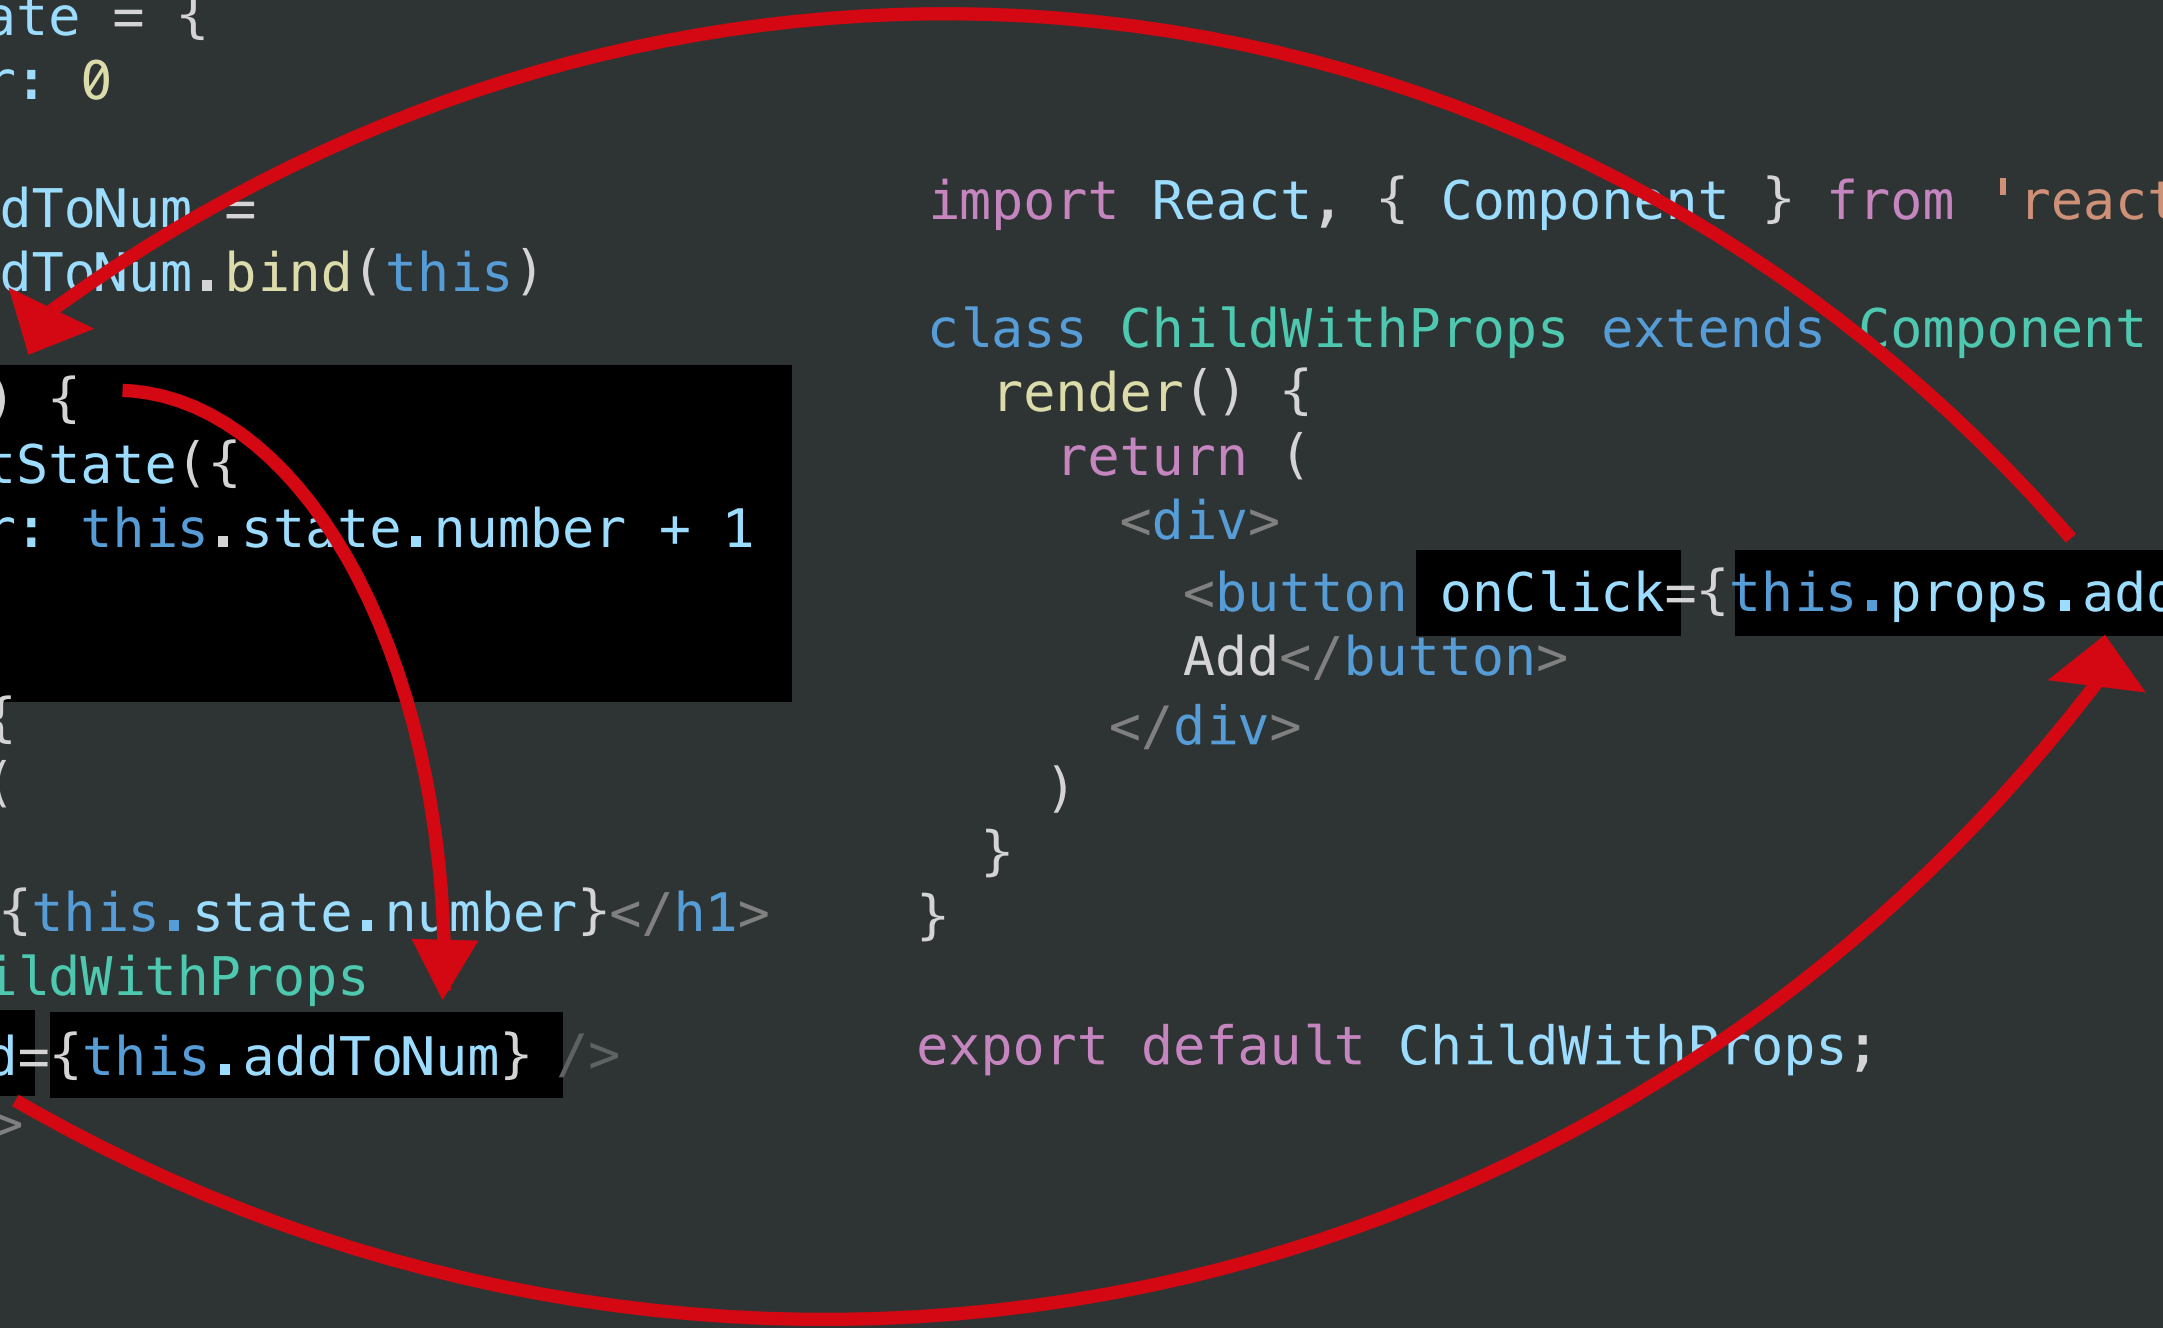 ate = {
r: 0
dToNum =
dToNum.bind(this)
) {
tState({
r: this.state.number + 1
{
(
{this.state.number}</h1>
ildWithProps
d={this.addToNum} />
>
import React, { Component } from 'react
class ChildWithProps extends Component
render() {
return (
<div>
<button onClick={this.props.add
Add</button>
</div>
)
}
}
export default ChildWithProps;